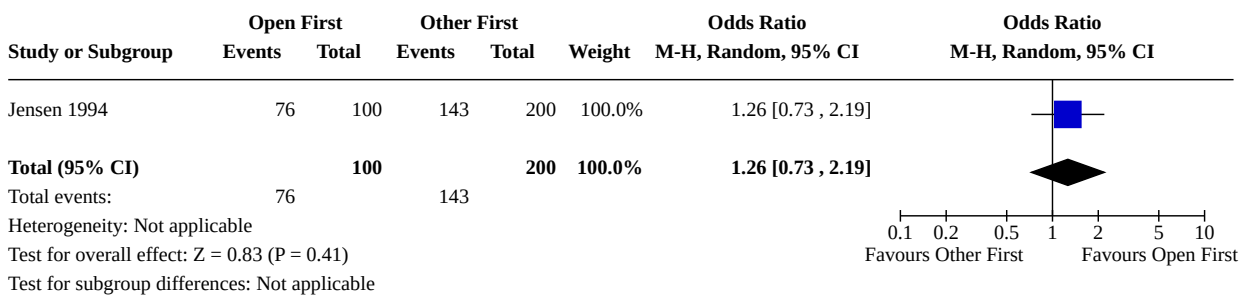 Open First Other First Odds Ratio Odds Ratio
Study or Subgroup Events Total Events Total Weight M-H, Random, 95% CI M-H, Random, 95% CI
Jensen 1994 76 100 143 200 100.0% 1.26 [0.73 , 2.19]
Total (95% CI) 100 200 100.0% 1.26 [0.73 , 2.19]
Total events: 76 143
Heterogeneity: Not applicable
0.1 0.2 0.5 1 2 5 10
Test for overall effect: Z = 0.83 (P = 0.41) Favours Other First Favours Open First
Test for subgroup differences: Not applicable